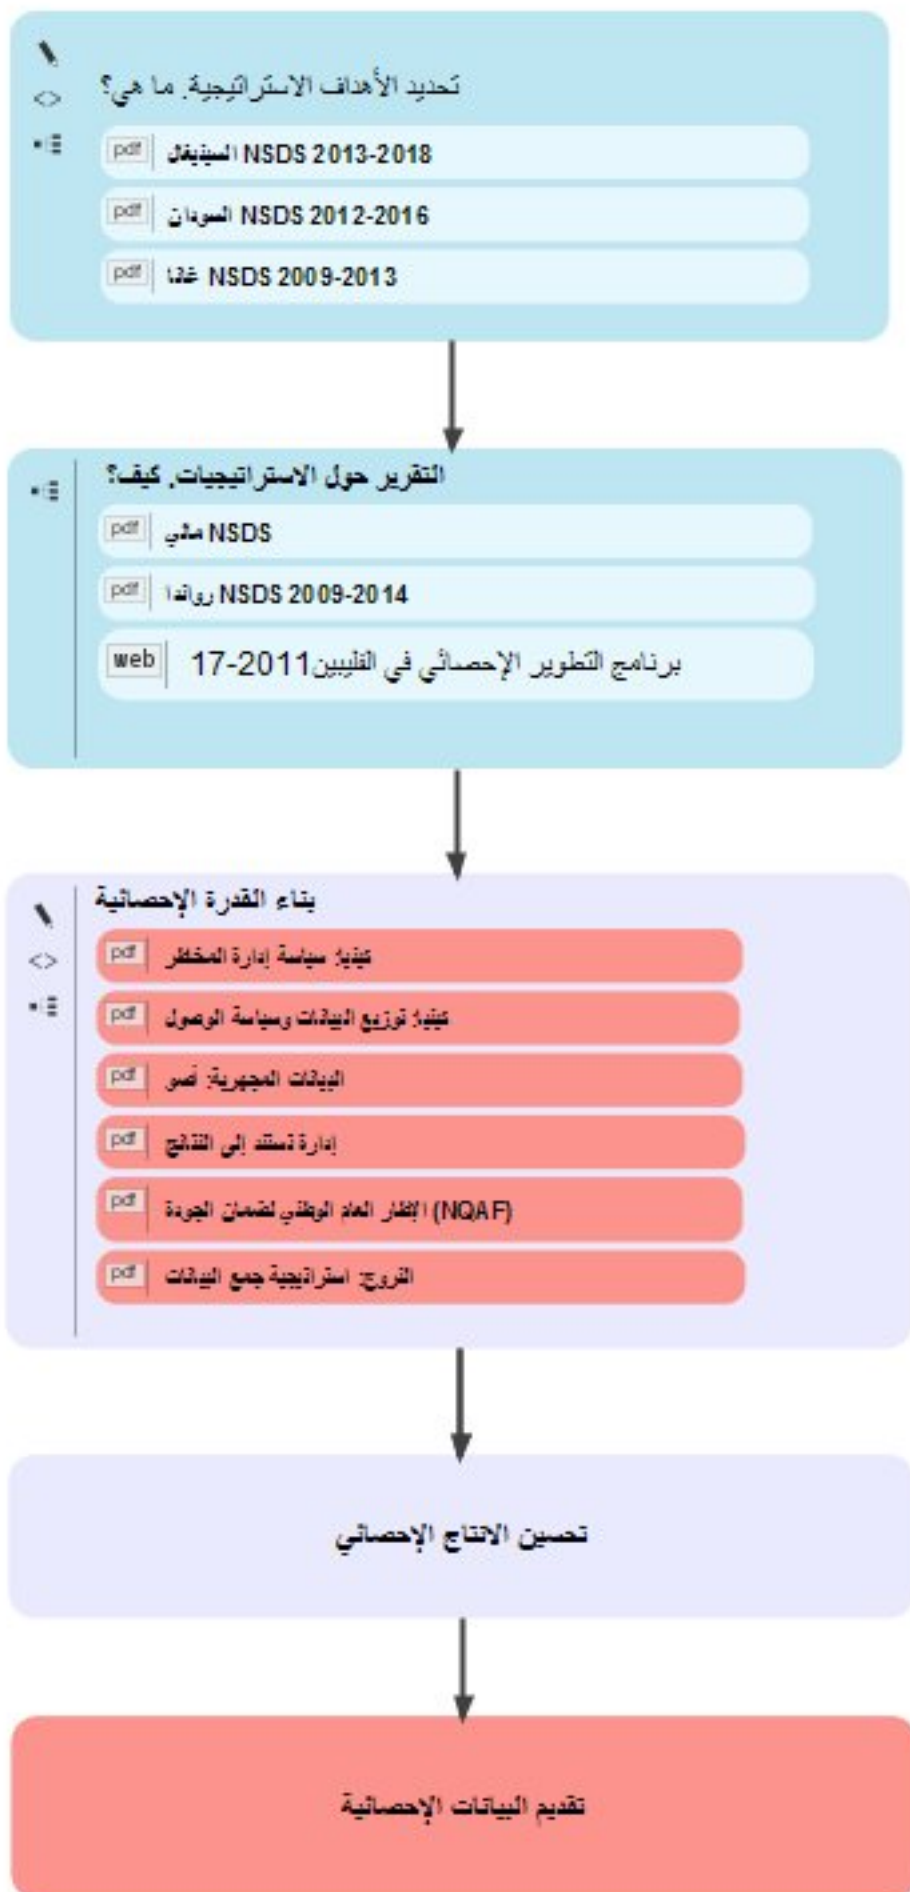 تحديد الأهداف الاستراتيجية. ما هي؟
pdf NSDS 2013-2018 السينيغال
pdf NSDS 2012-2016 السودان
pdf NSDS 2009-2013 غانا
التقرير حول الاستراتيجيات. كيف؟
pdf NSDS مالي
pdf NSDS 2009-2014 رواندا
web برنامج التطوير الإحصائي في الفليبين 2011-17
بناء القدرة الإحصائية
pdf كينيا: سياسة إدارة المخاطر
pdf كينيا: توزيع البيانات وسياسة الوصول
pdf البيانات المجهرية:
pdf إدارة تستند إلى النتائج
pdf (NQAF) الإطار العام الوطني لضمان الجودة
pdf النروج: استراتيجية جمع البيانات
تحسين الانتاج الإحصائي
تقديم البيانات الإحصائية